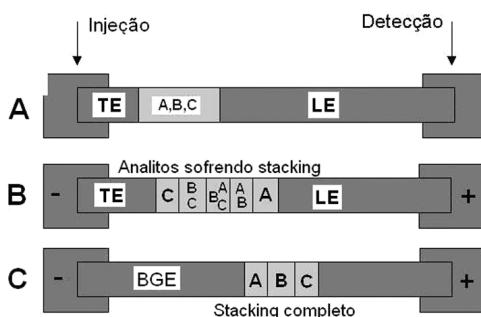 Injeção
Detecção
A
TE
A,B,C
LE
Analitos sofrendo stacking
B
-
TE
C
B
C
B
A
C
A
B
A
LE
+
C
-
BGE
A
B
C
+
Stacking completo